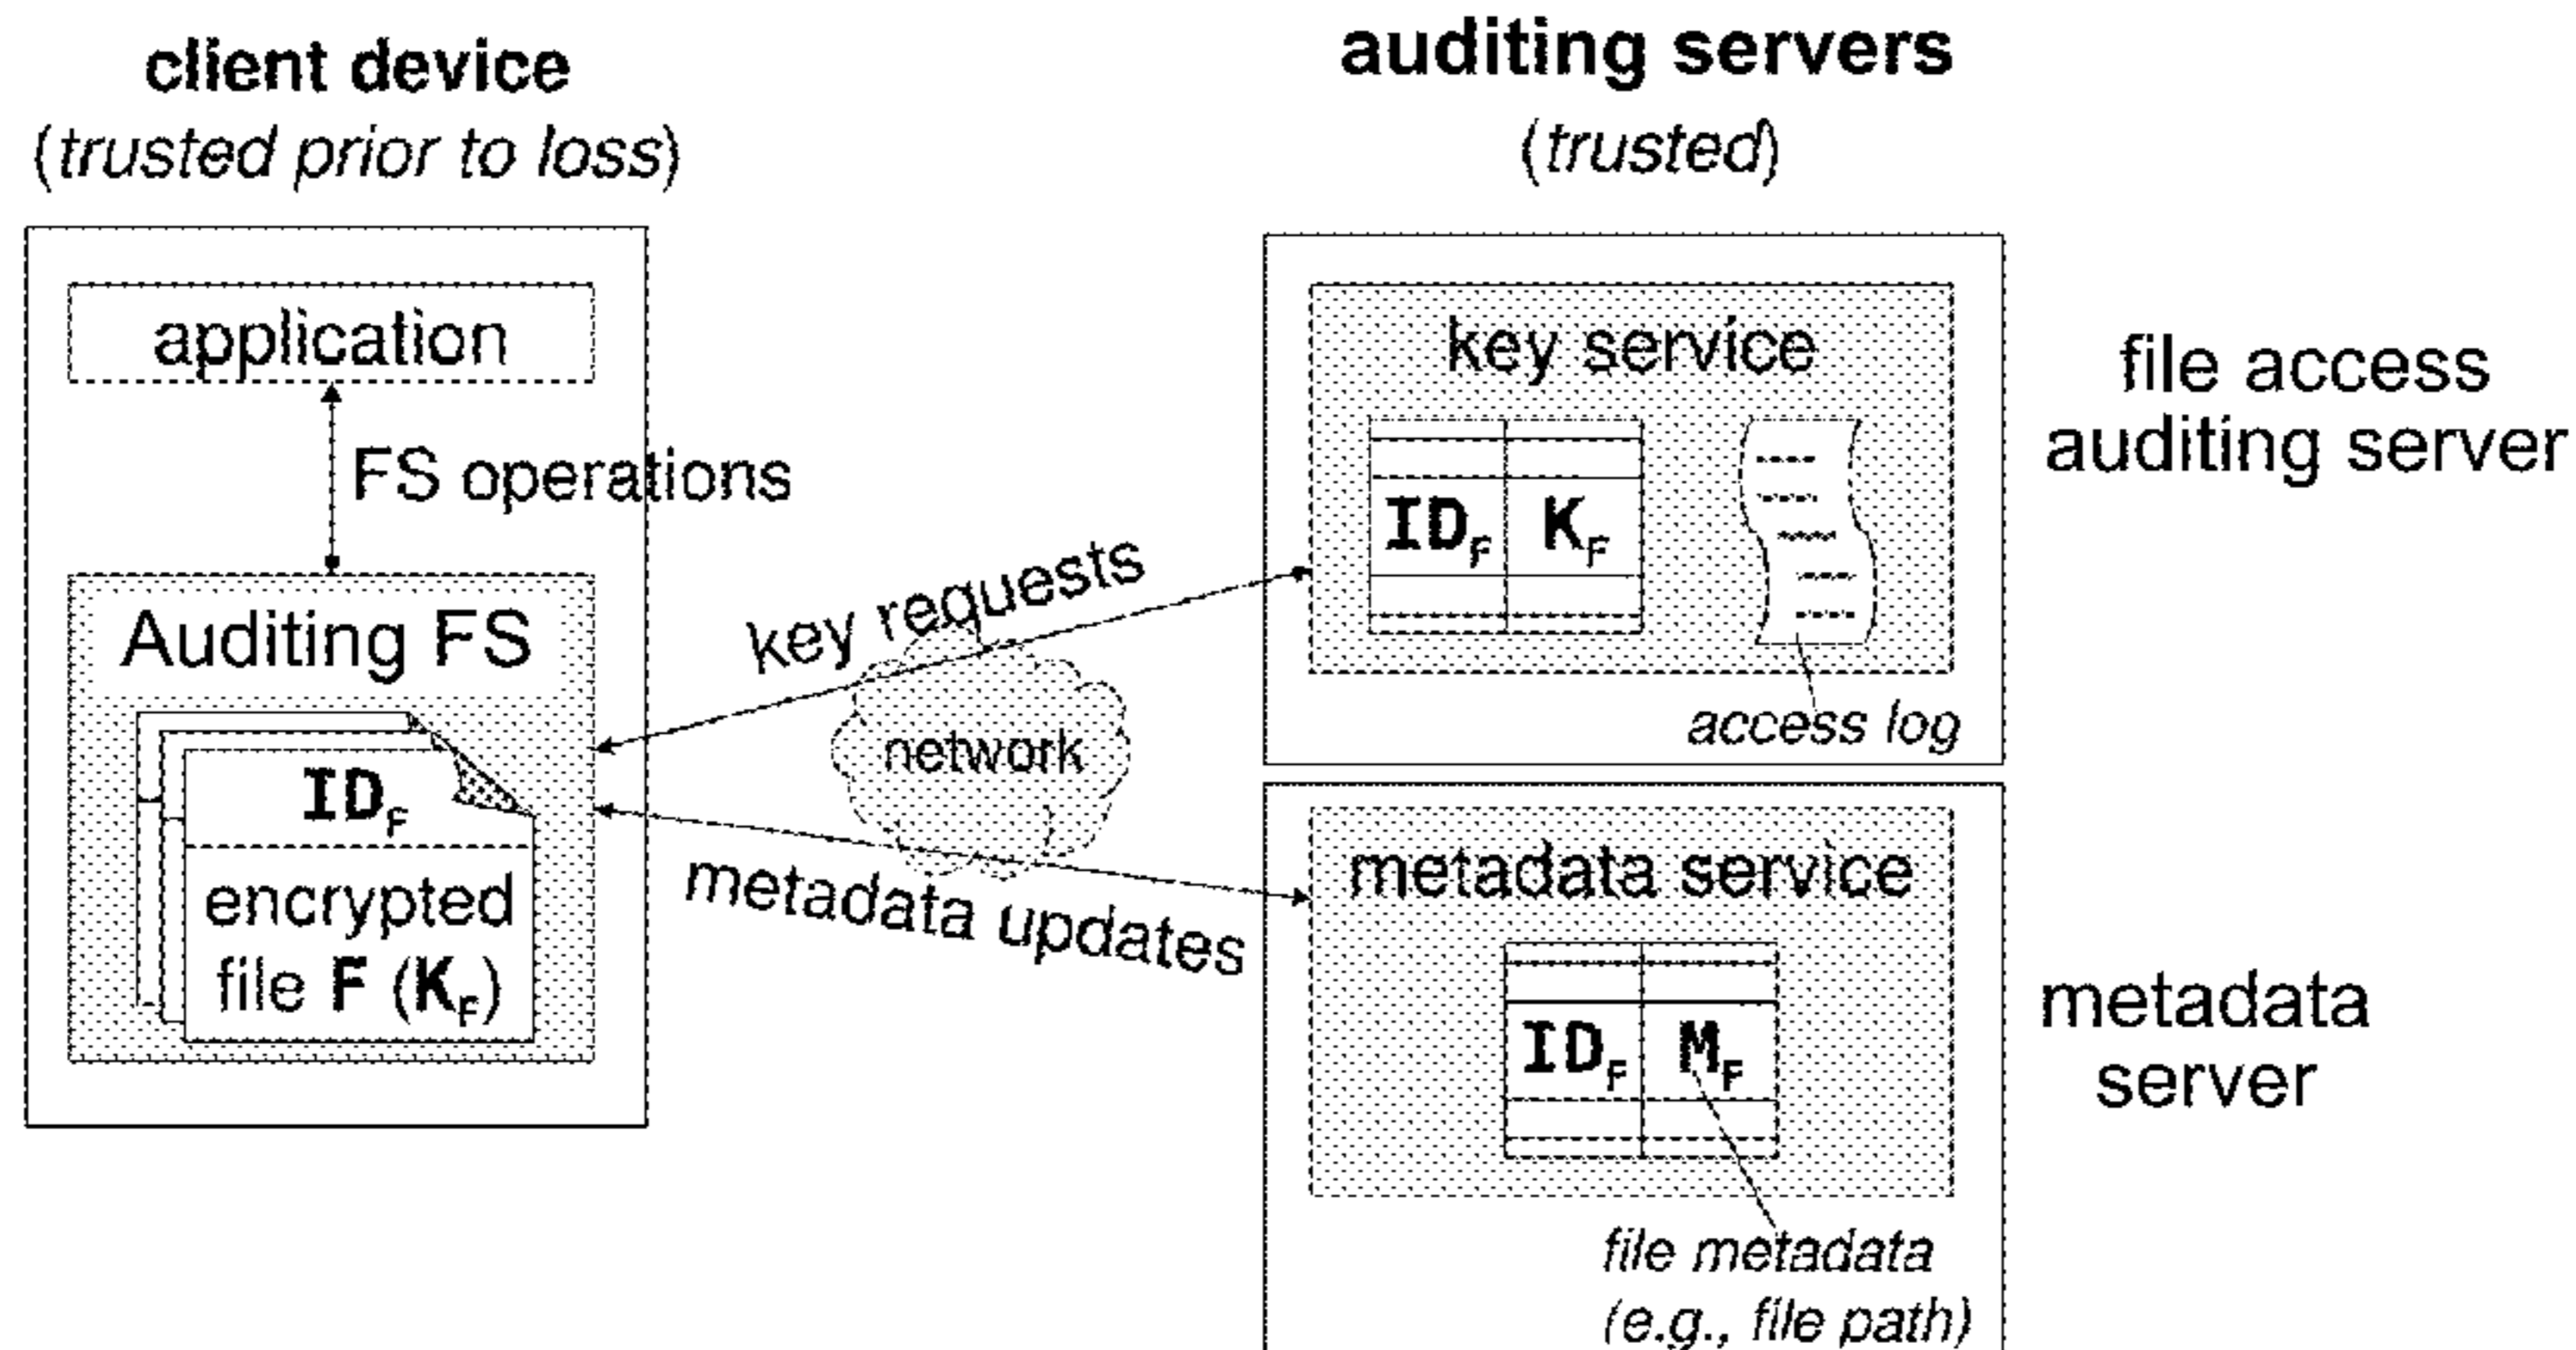 client device
(trusted prior to loss)
application
FS operations
Auditing FS
ID_F
encrypted
file F (K_F)
key requests
network
metadata updates
auditing servers
(trusted)
key service
ID_F K_F
access log
file access
auditing server
metadata service
ID_F M_F
file metadata
(e.g., file path)
metadata
server